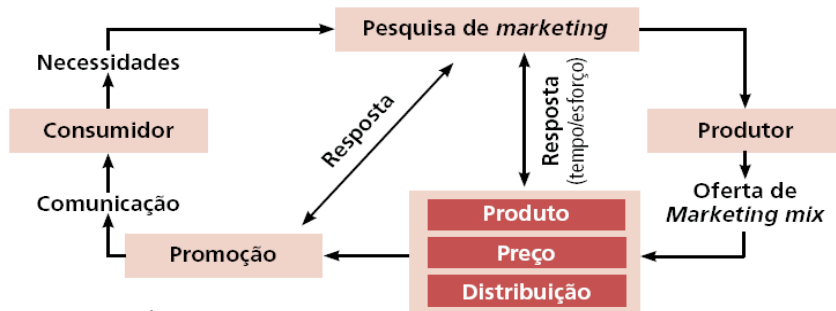 Pesquisa de marketing
Necessidades
Consumidor
Comunicação
Promoção
Resposta
Resposta
(tempo/esforço)
Produtor
Oferta de
Marketing mix
Produto
Preço
Distribuição